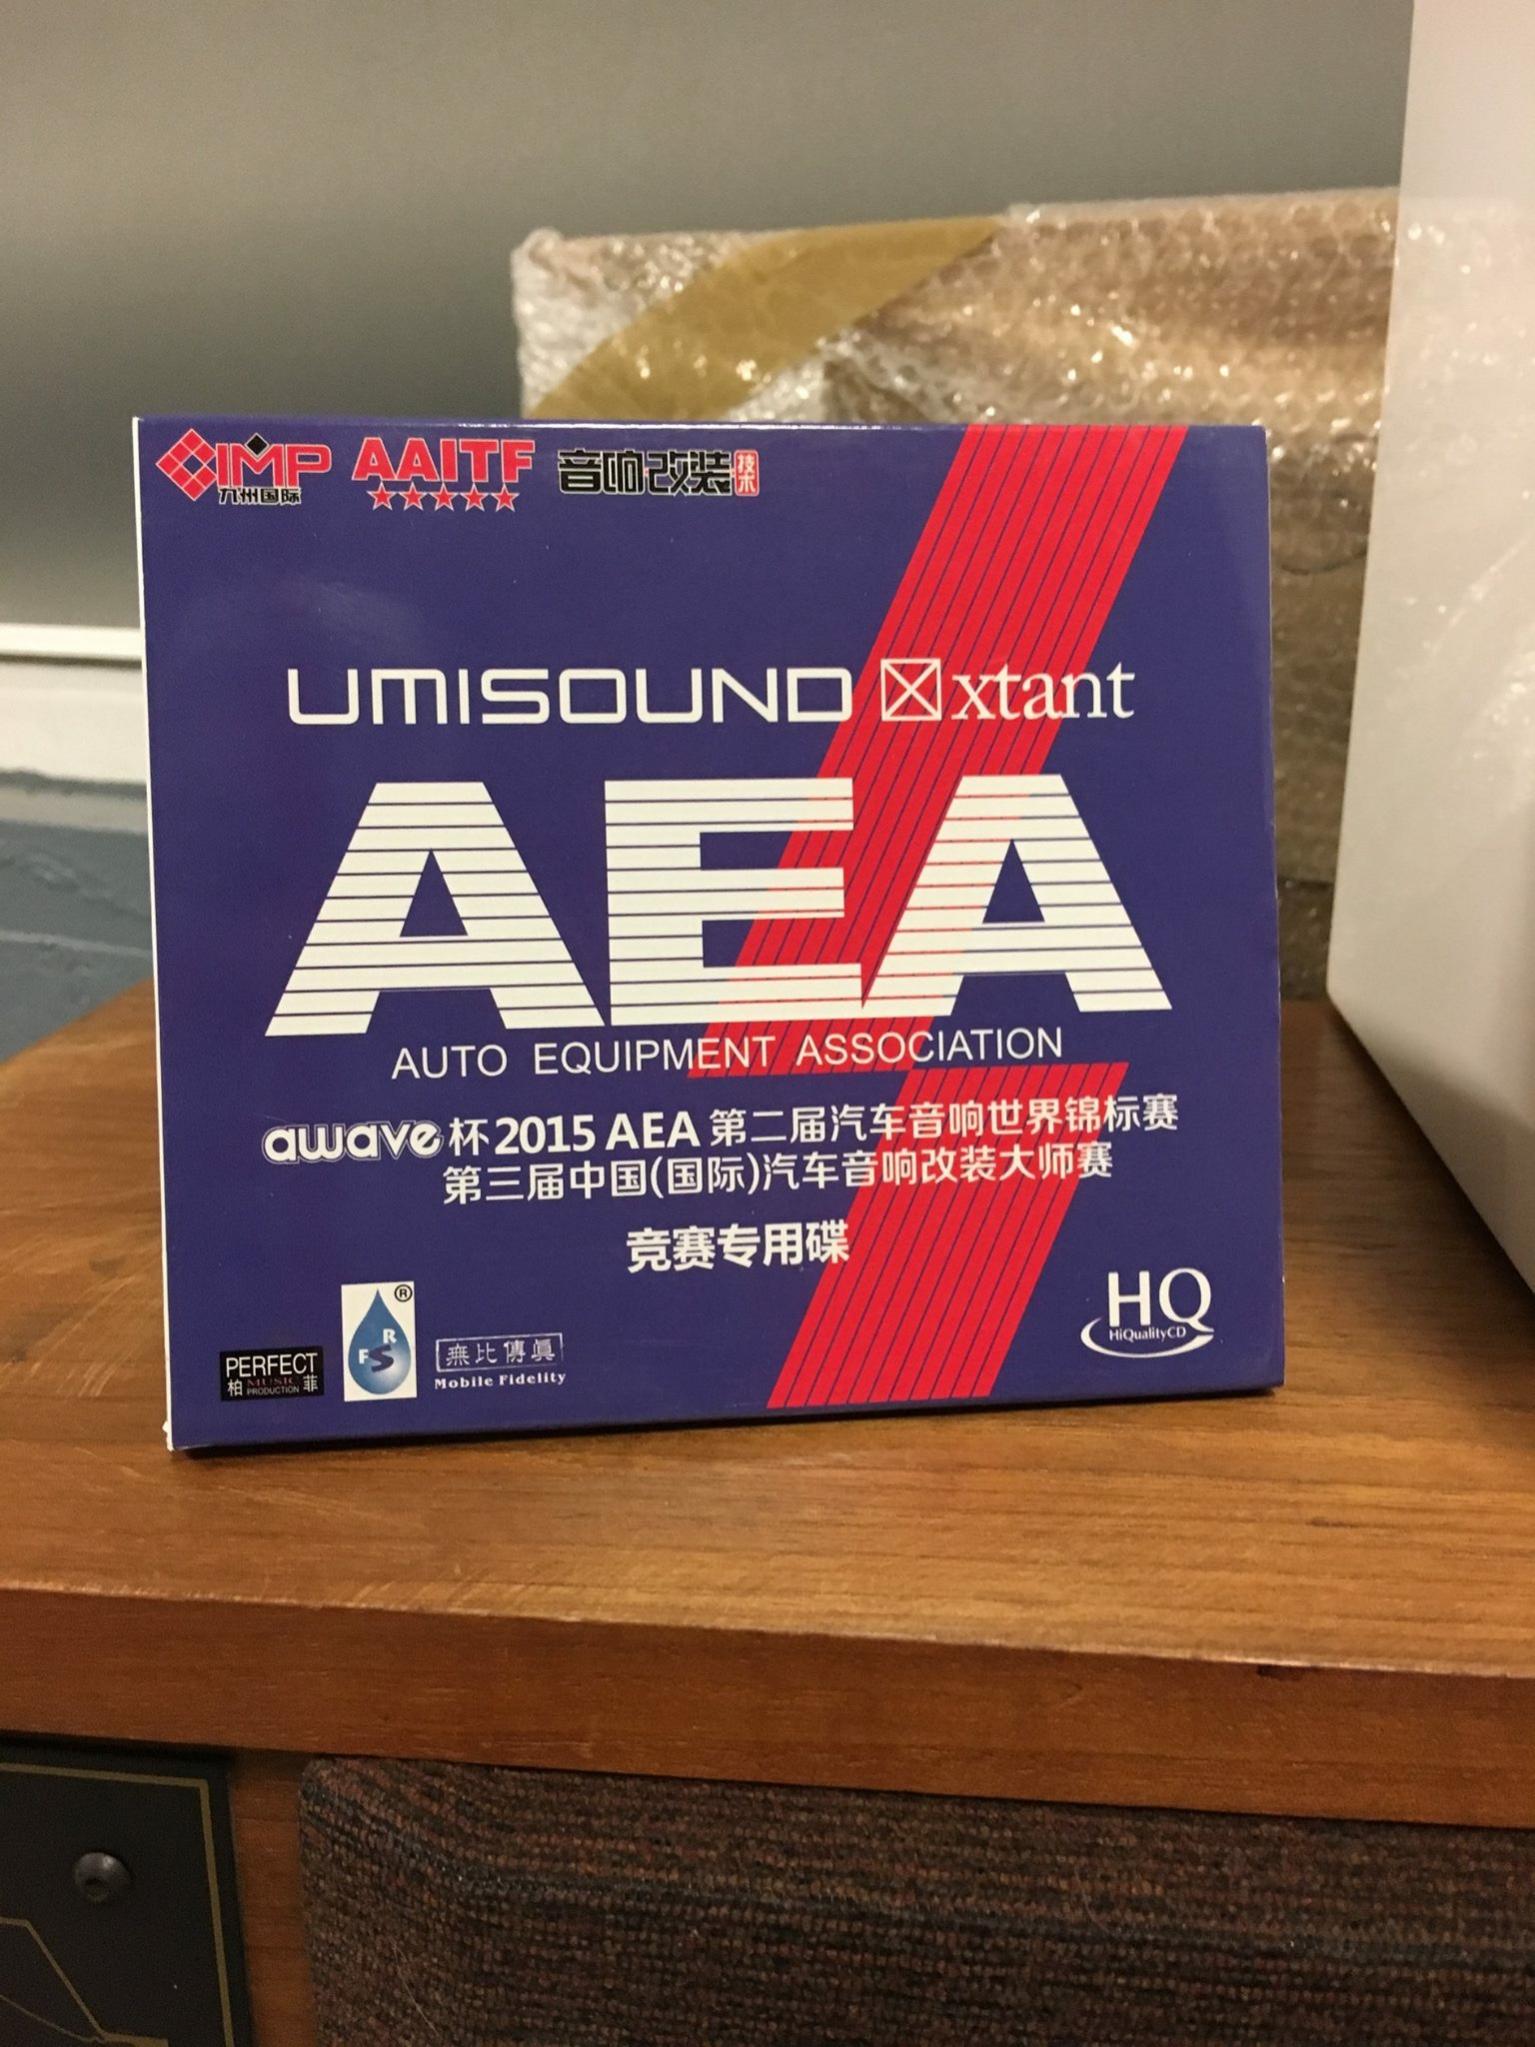 IMP
九州国际
AAITF
音响改装技术
UMISOUND xtant
AEA
AUTO EQUIPMENT ASSOCIATION
awave杯2015 AEA 第二届汽车音响世界锦标赛
第三届中国(国际)汽车音响改装大师赛
竞赛专用碟
PERFECT
柏 MUSIC PRODUCTION 菲
R
FS
®
無比傳真
Mobile Fidelity
HQ
HiQualityCD